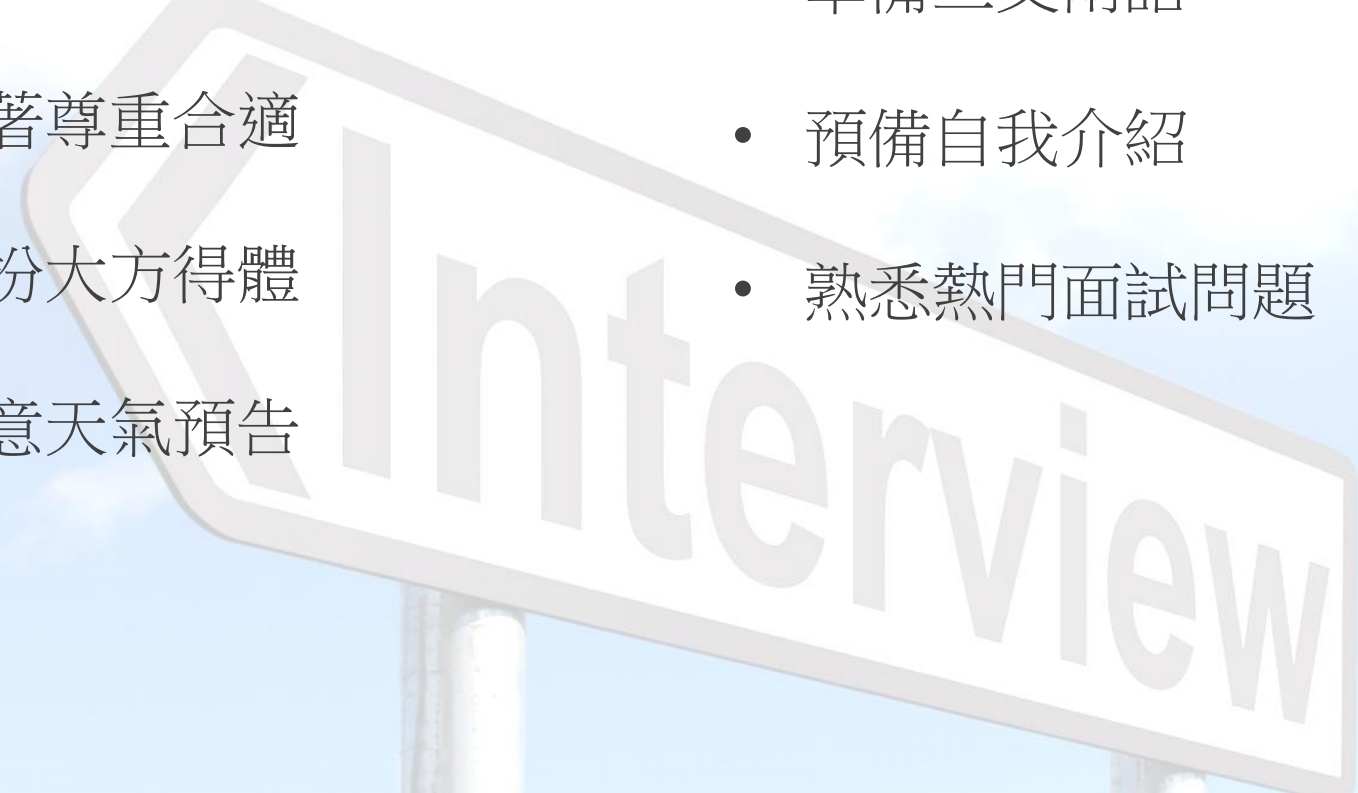 著尊重合適
大方得體
意天氣預告
• 預備自我介紹
• 熟悉熱門面試問題
Interview